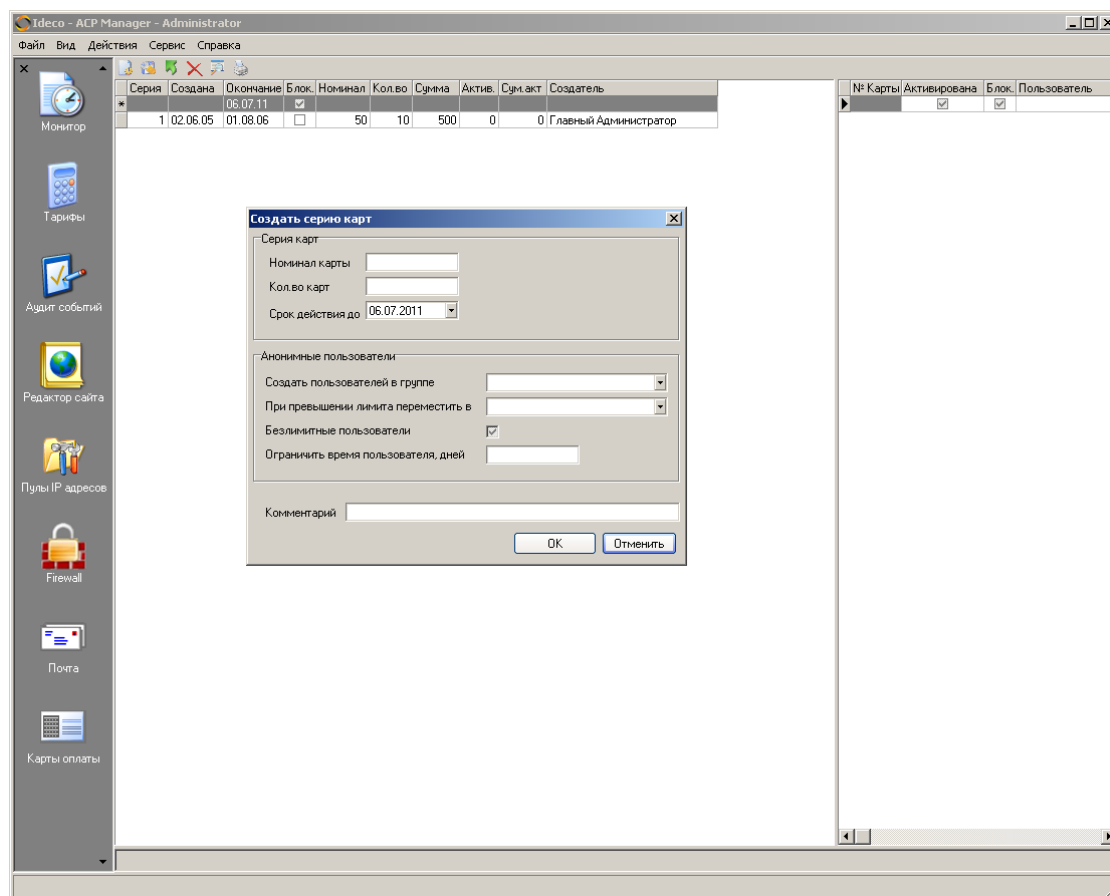 Ideco - ACP Manager - Administrator
Файл Вид Действия Сервис Справка
Серия Создана Окончание Блок. Номинал Кол.во Сумма Актив. Сум.акт Создатель
№ Карты Активирована Блок. Пользователь
06.07.11
1 02.06.05 01.08.06 50 10 500 0 0 Главный Администратор
Монитор
Тарифы
Аудит событий
Редактор сайта
Пулы IP адресов
Firewall
Почта
Карты оплаты
Создать серию карт
Серия карт
Номинал карты
Кол.во карт
Срок действия до 06.07.2011
Анонимные пользователи
Создать пользователей в группе
При превышении лимита переместить в
Безлимитные пользователи
Ограничить время пользователя, дней
Комментарий
OK Отменить